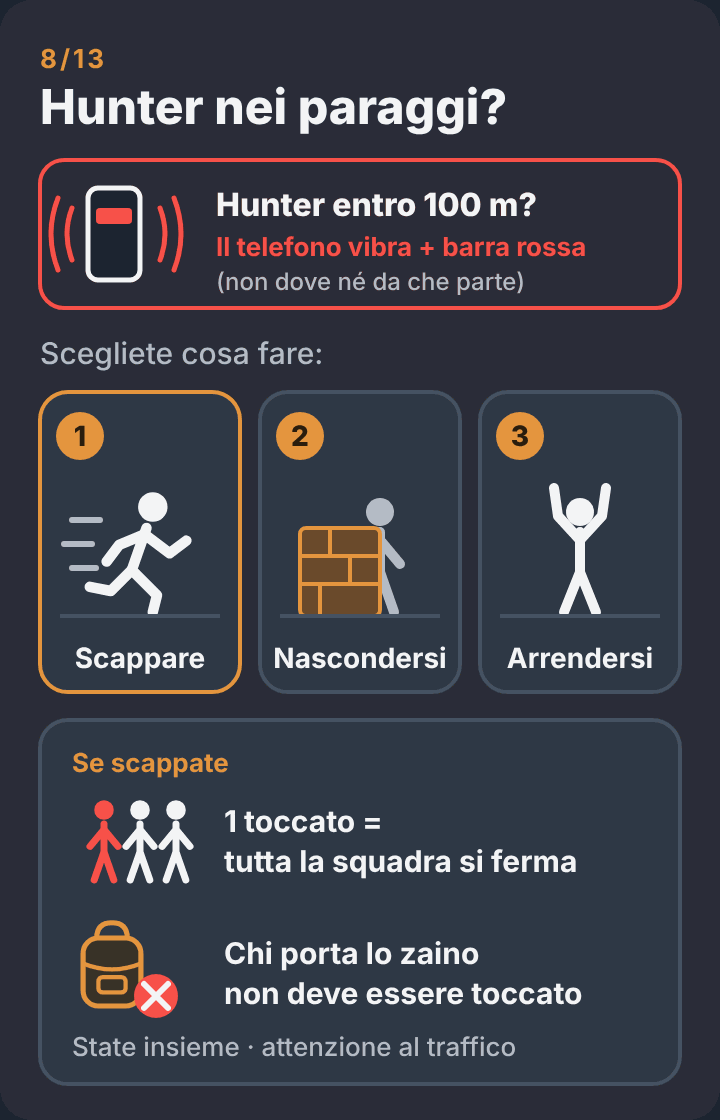 8/13
Hunter nei paraggi?
Hunter entro 100 m?
Il telefono vibra + barra rossa
(non dove né da che parte)
Scegliete cosa fare:
1
2
3
Scappare
Nascondersi
Arrendersi
Se scappate
1 toccato =
tutta la squadra si ferma
Chi porta lo zaino
non deve essere toccato
State insieme · attenzione al traffico